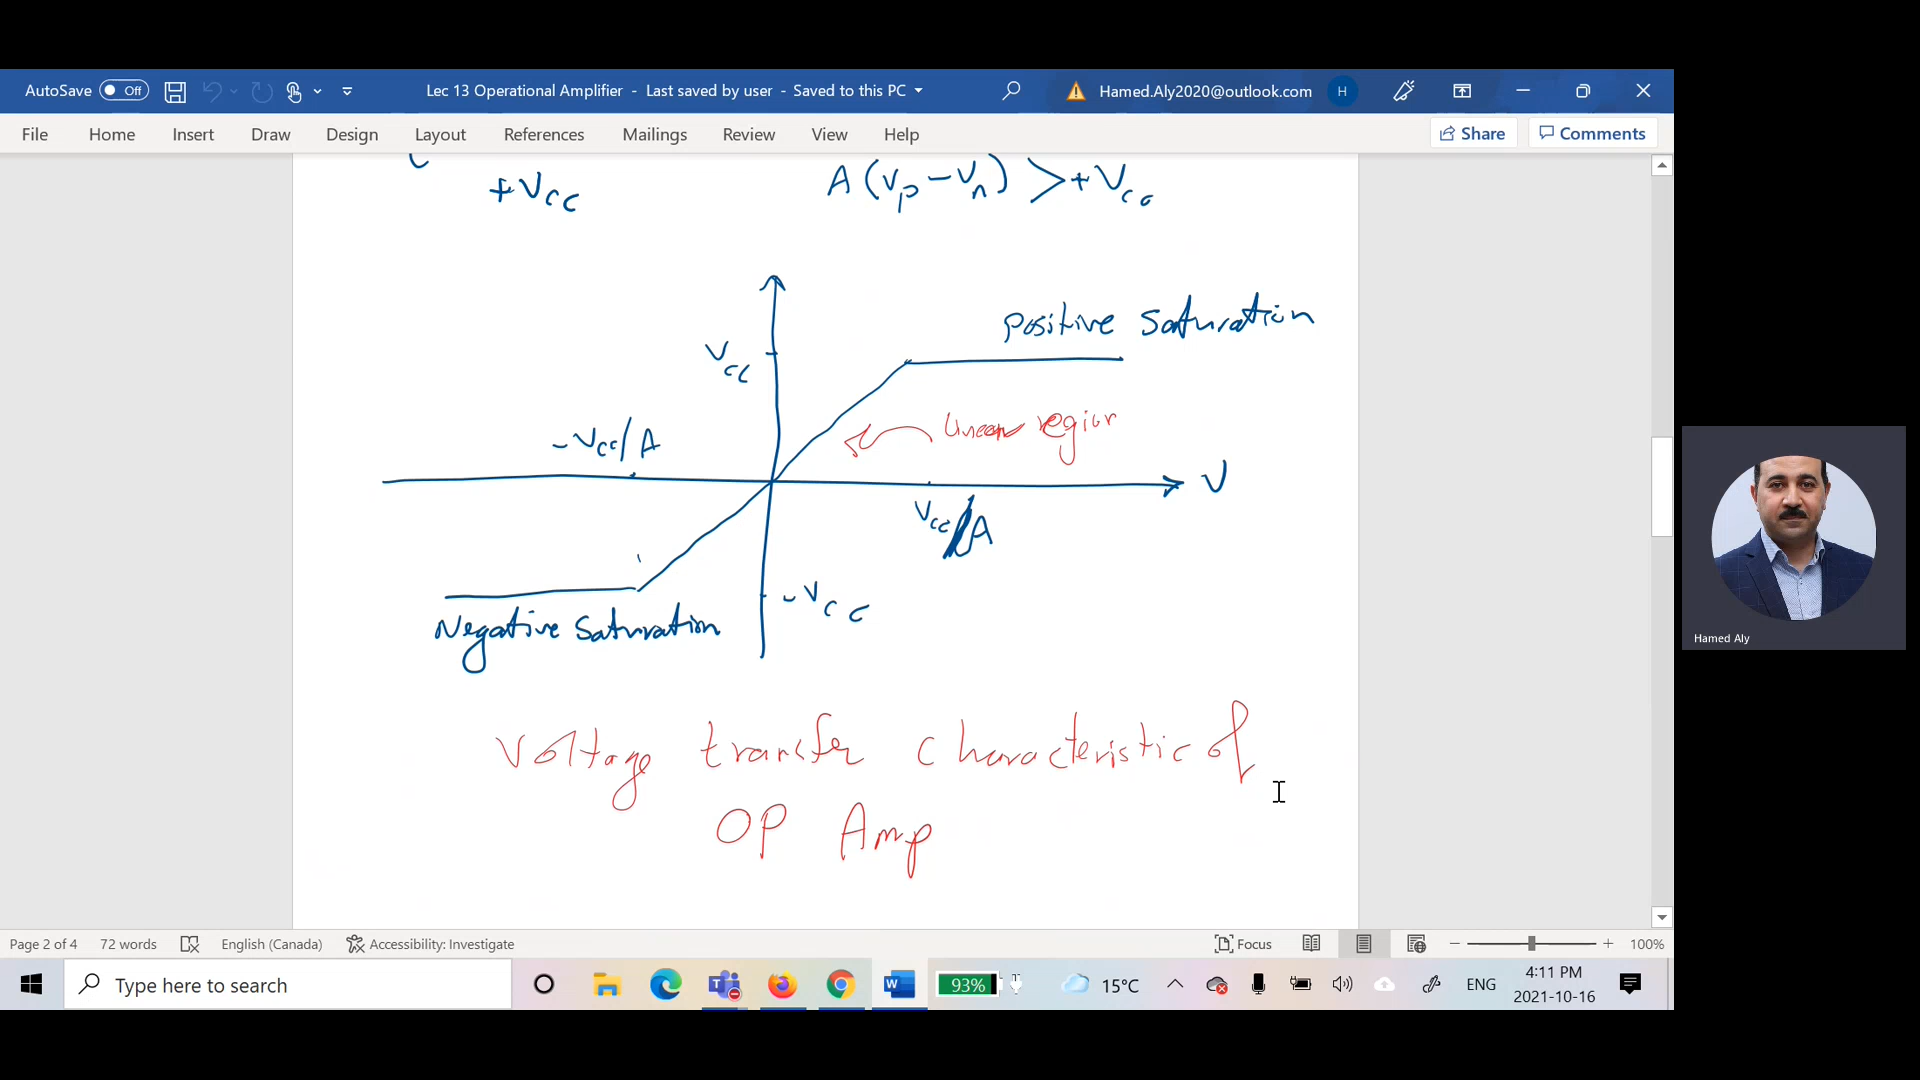 AutoSave Off Lec 13 Operational Amplifier - Last saved by user - Saved to this PC Hamed.Aly2020@outlook.com H
File Home Insert Draw Design Layout References Mailings Review View Help Share Comments
+Vcc A(vp-vn) >+Vcc
positive saturation
Vcc
Linear region
-Vcc/A
V
Vcc/A
-Vcc
Negative saturation
Voltage transfer characteristic of
OP Amp
Hamed Aly
Page 2 of 4 72 words English (Canada) Accessibility: Investigate Focus 100%
Type here to search 93% 15°C ENG 4:11 PM
2021-10-16